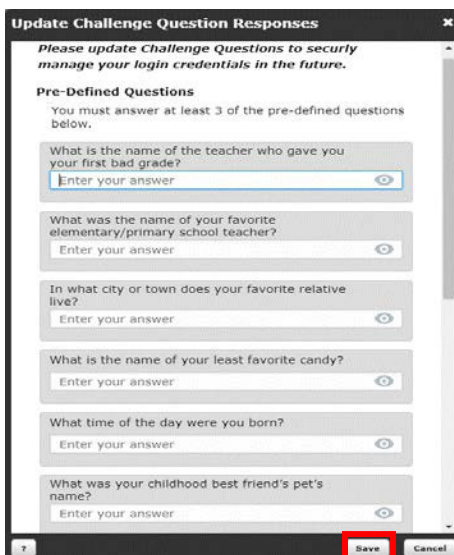 Update Challenge Question Responses
Please update Challenge Questions to securly
manage your login credentials in the future.
Pre-Defined Questions
You must answer at least 3 of the pre-defined questions
below.
What is the name of the teacher who gave you
your first bad grade?
Enter your answer
What was the name of your favorite
elementary/primary school teacher?
Enter your answer
In what city or town does your favorite relative
live?
Enter your answer
What is the name of your least favorite candy?
Enter your answer
What time of the day were you born?
Enter your answer
What was your childhood best friend's pet's
name?
Enter your answer
? Save Cancel